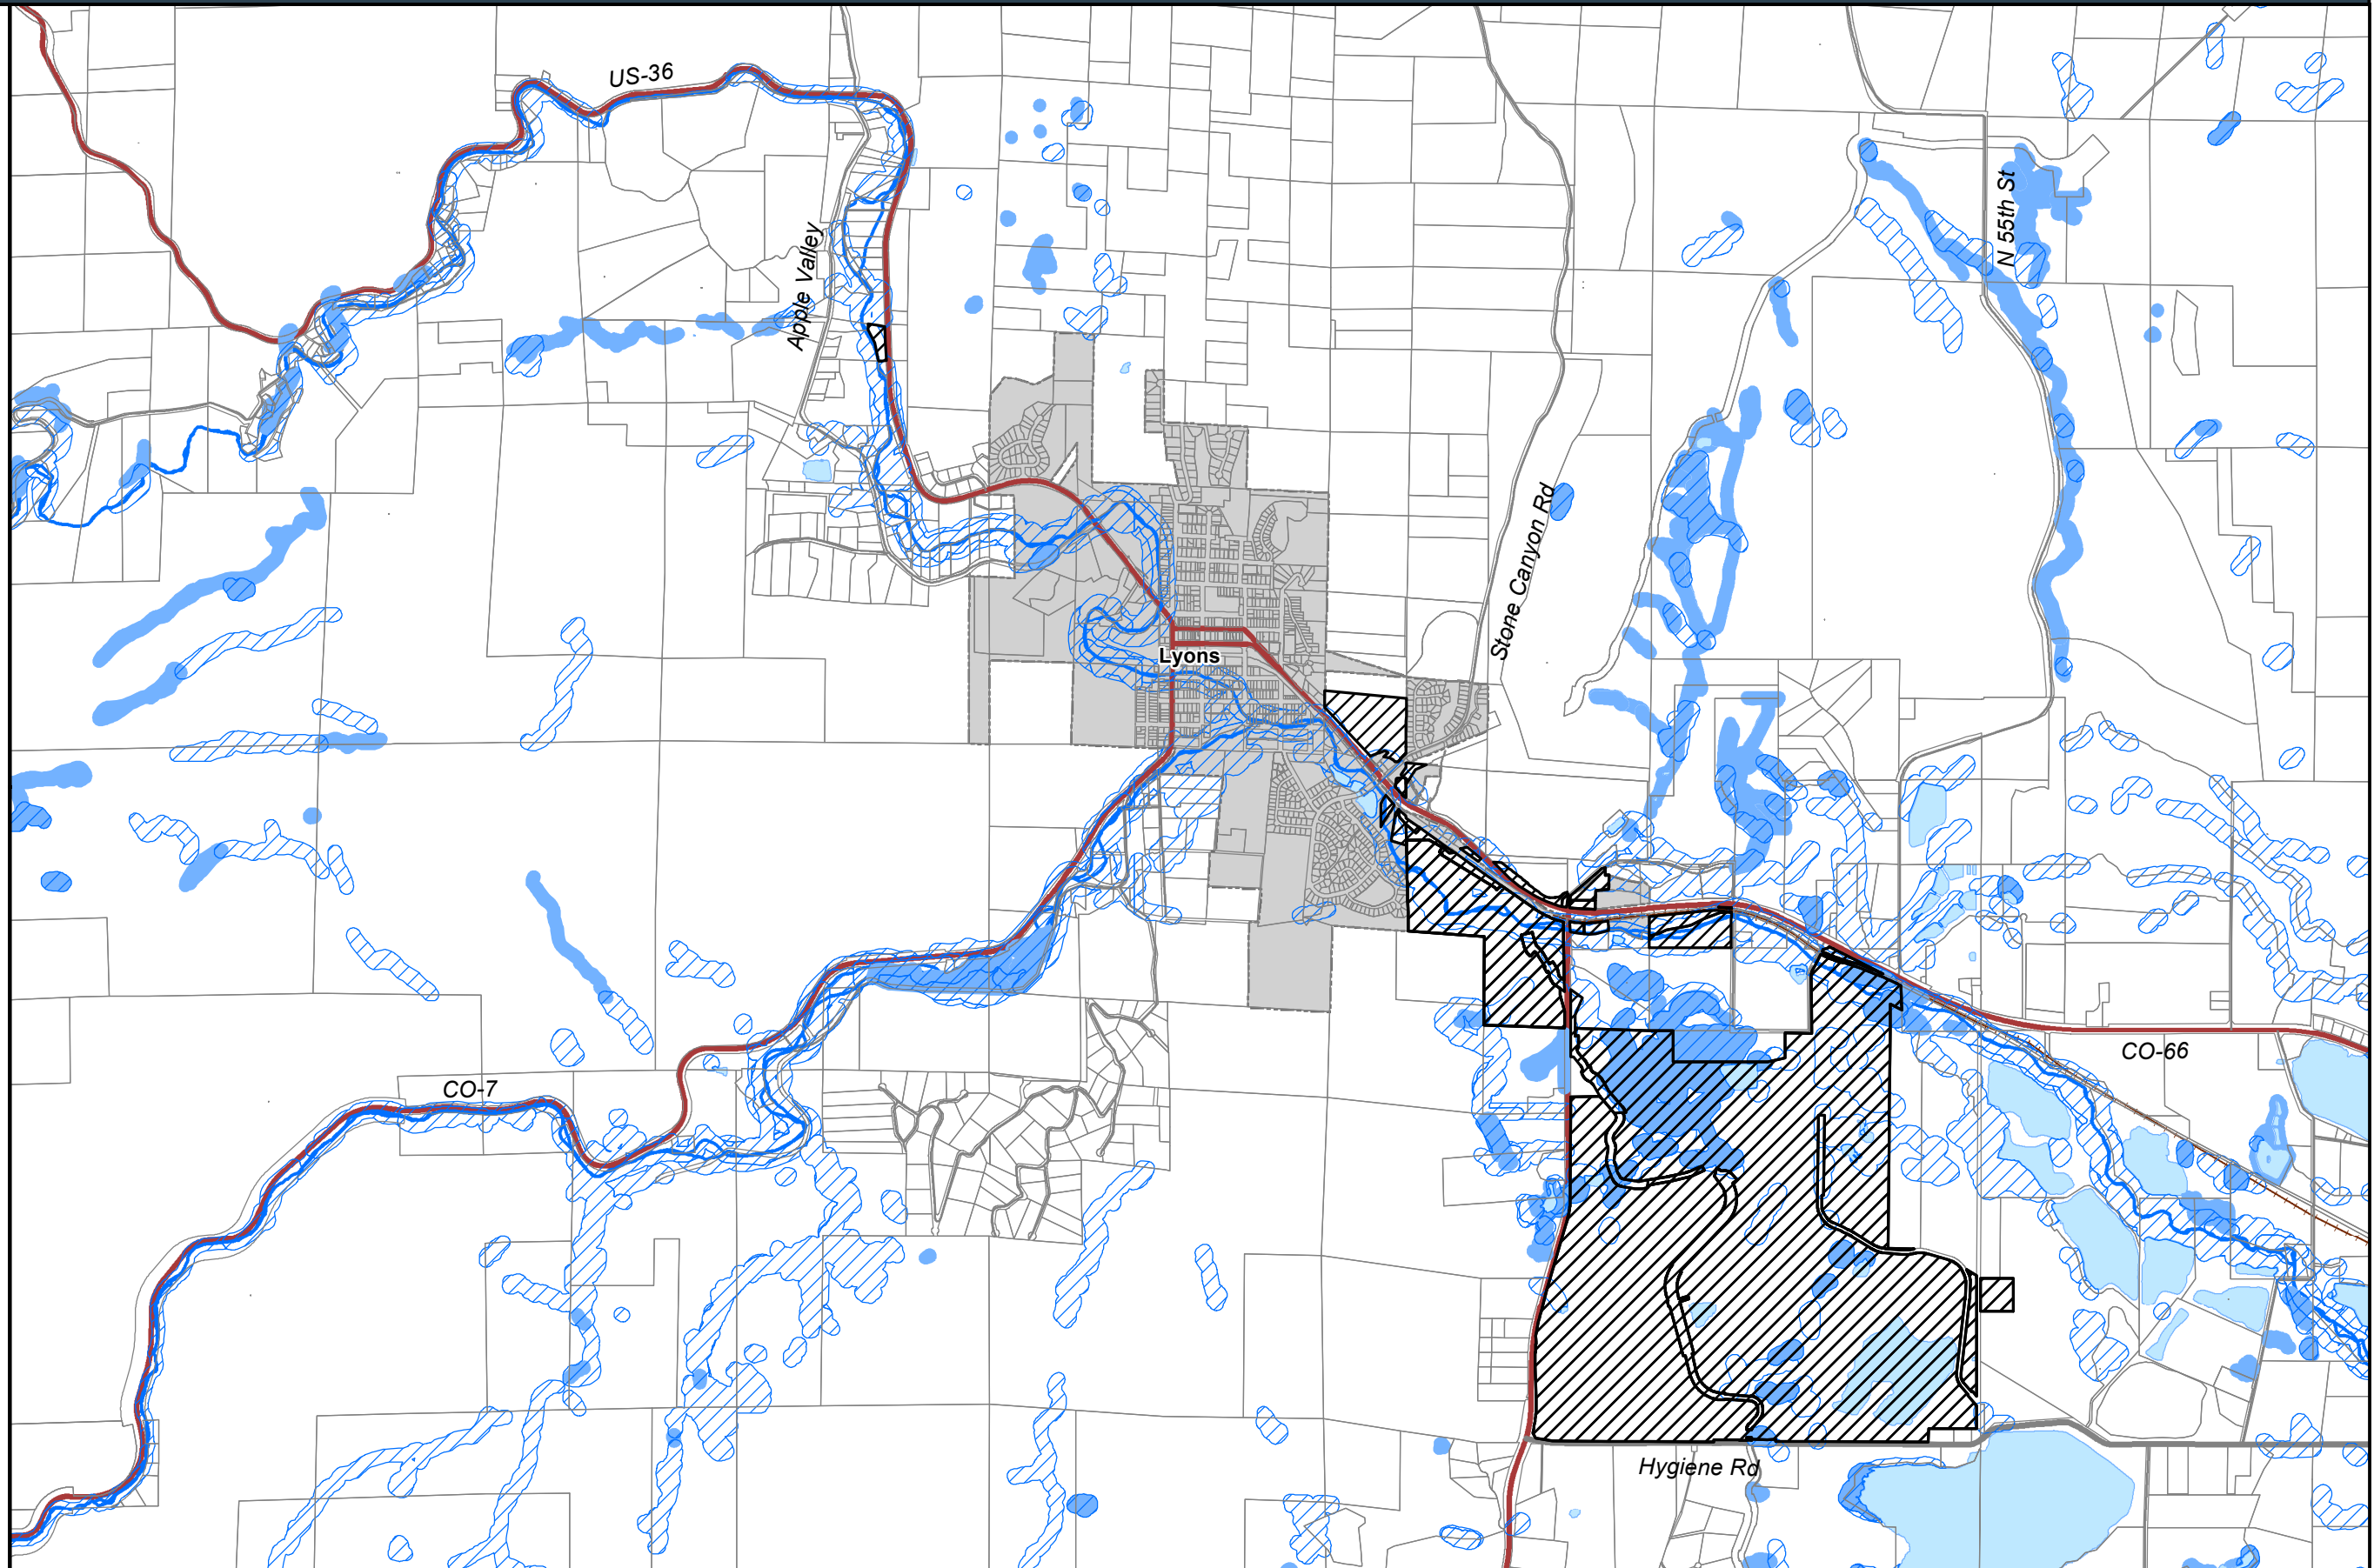 US-36
Apple Valley
N 55th St
Stone Canyon Rd
Lyons
CO-66
CO-7
Hygiene Rd